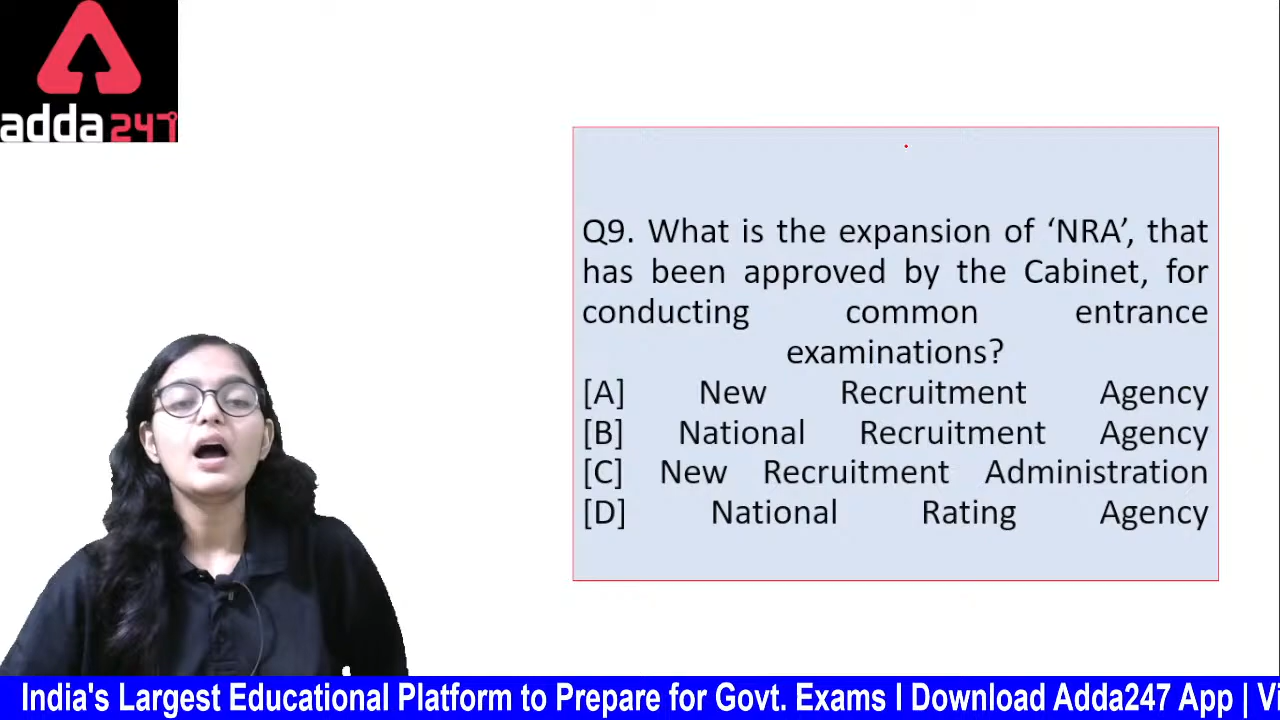 adda247
Q9. What is the expansion of ‘NRA’, that
has been approved by the Cabinet, for
conducting common entrance
examinations?
[A] New Recruitment Agency
[B] National Recruitment Agency
[C] New Recruitment Administration
[D] National Rating Agency
India's Largest Educational Platform to Prepare for Govt. Exams I Download Adda247 App | Vi